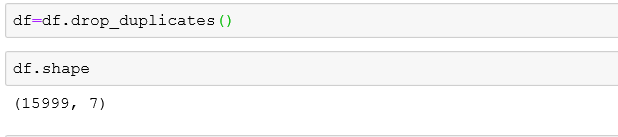 df=df.drop_duplicates()
df.shape
(15999, 7)